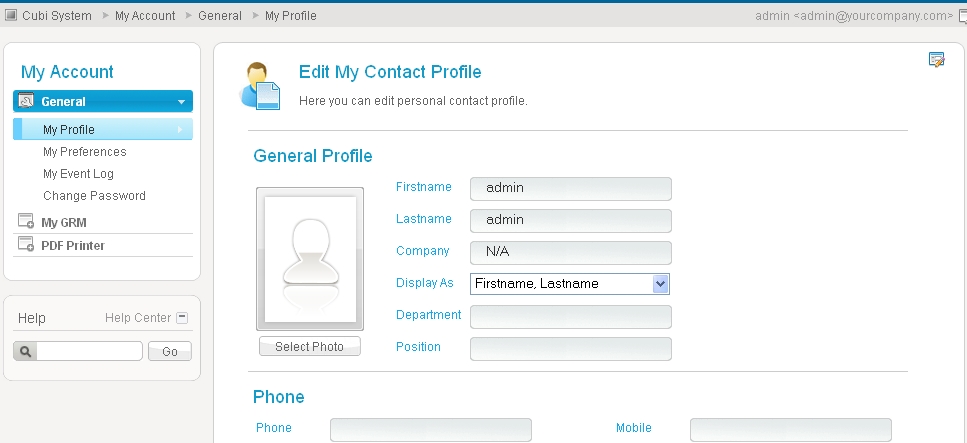 Cubi System My Account General My Profile admin <admin@yourcompany.com>
My Account
General
My Profile
My Preferences
My Event Log
Change Password
My GRM
PDF Printer
Help Help Center
Go
Edit My Contact Profile
Here you can edit personal contact profile.
General Profile
Select Photo
Firstname admin
Lastname admin
Company N/A
Display As Firstname, Lastname
Department
Position
Phone
Phone Mobile